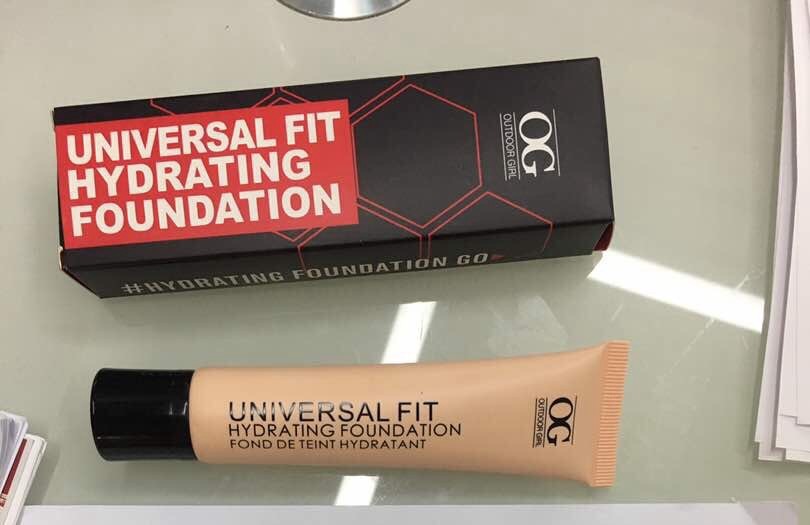 UNIVERSAL FIT
HYDRATING
FOUNDATION
OG
OUTDOOR GIRL
#HYDRATING FOUNDATION GO
UNIVERSAL FIT
HYDRATING FOUNDATION
FOND DE TEINT HYDRATANT
OG
OUTDOOR GIRL